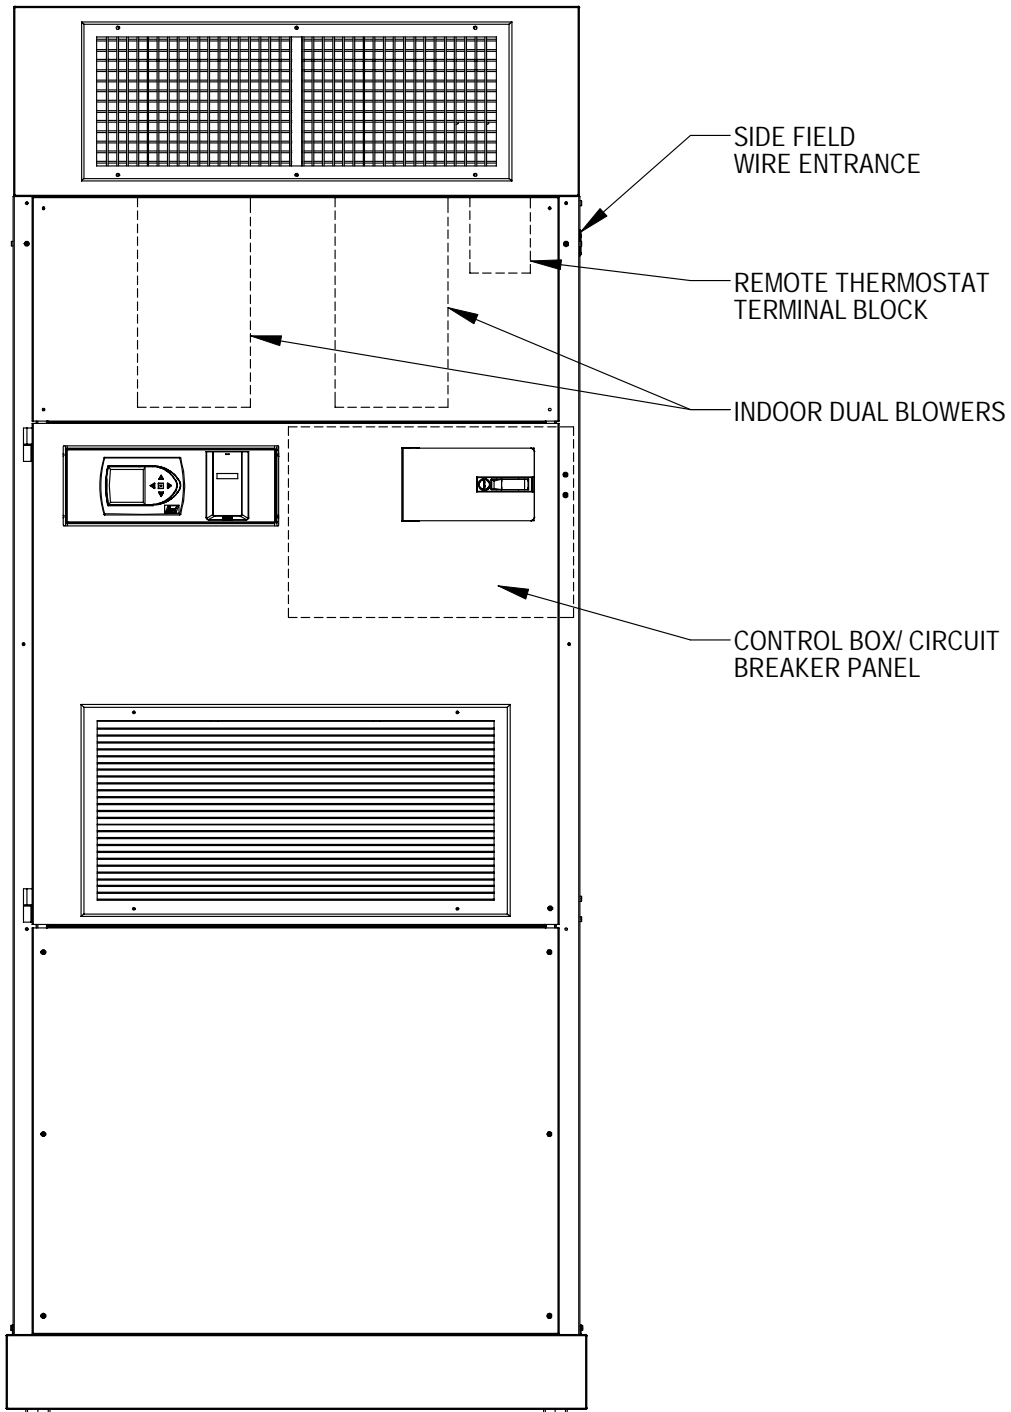 SIDE FIELD
WIRE ENTRANCE
REMOTE THERMOSTAT
TERMINAL BLOCK
INDOOR DUAL BLOWERS
CONTROL BOX/ CIRCUIT
BREAKER PANEL